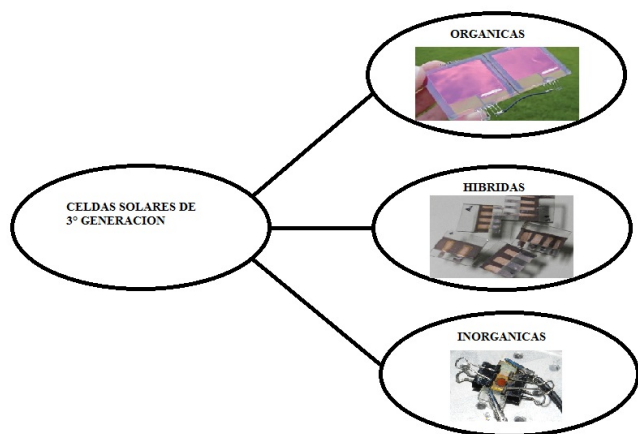 ORGANICAS
CELDAS SOLARES DE
3° GENERACION
HIBRIDAS
INORGANICAS